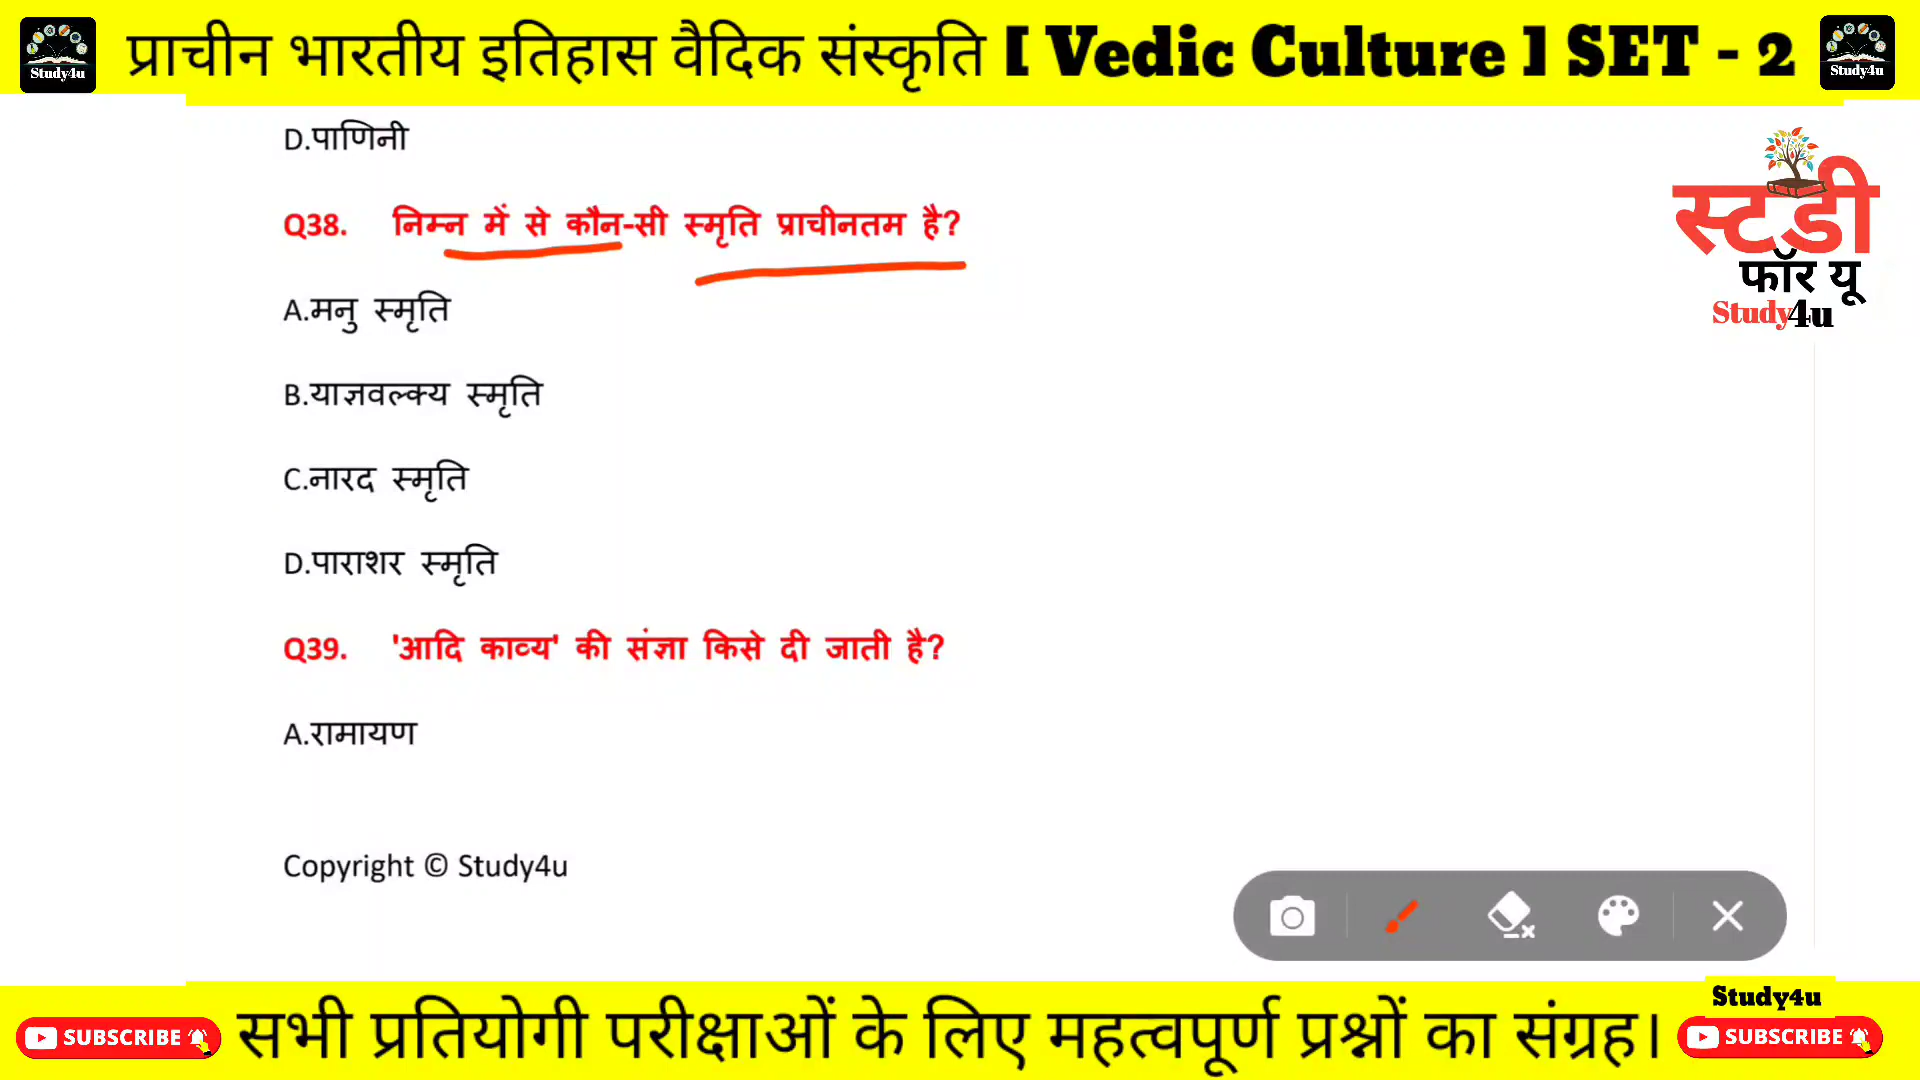 Study4u
प्राचीन भारतीय इतिहास वैदिक संस्कृति [ Vedic Culture ] SET - 2
Study4u
D.पाणिनी
Q38. निम्न में से कौन-सी स्मृति प्राचीनतम है?
A.मनु स्मृति
B.याज्ञवल्क्य स्मृति
C.नारद स्मृति
D.पाराशर स्मृति
Q39. 'आदि काव्य' की संज्ञा किसे दी जाती है?
A.रामायण
Copyright © Study4u
स्टडी
फॉर यू
Study4u
SUBSCRIBE
सभी प्रतियोगी परीक्षाओं के लिए महत्वपूर्ण प्रश्नों का संग्रह।
Study4u
SUBSCRIBE